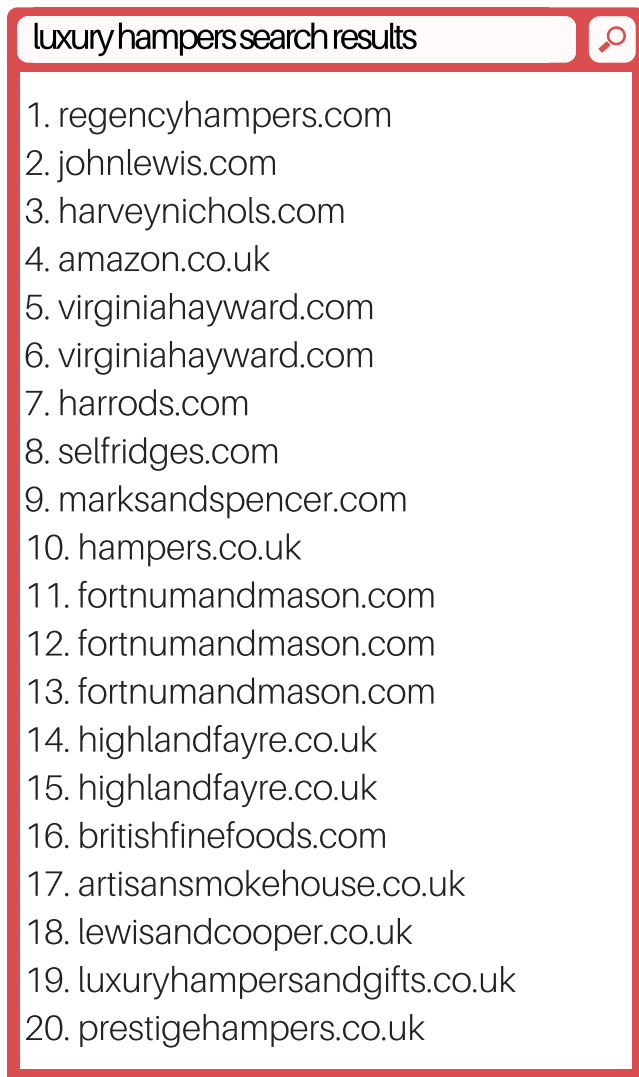 luxury hampers search results
1. regencyhampers.com
2. johnlewis.com
3. harveynichols.com
4. amazon.co.uk
5. virginiahayward.com
6. virginiahayward.com
7. harrods.com
8. selfridges.com
9. marksandspencer.com
10. hampers.co.uk
11. fortnumandmason.com
12. fortnumandmason.com
13. fortnumandmason.com
14. highlandfayre.co.uk
15. highlandfayre.co.uk
16. britishfinefoods.com
17. artisansmokehouse.co.uk
18. lewisandcooper.co.uk
19. luxuryhampersandgifts.co.uk
20. prestigehampers.co.uk